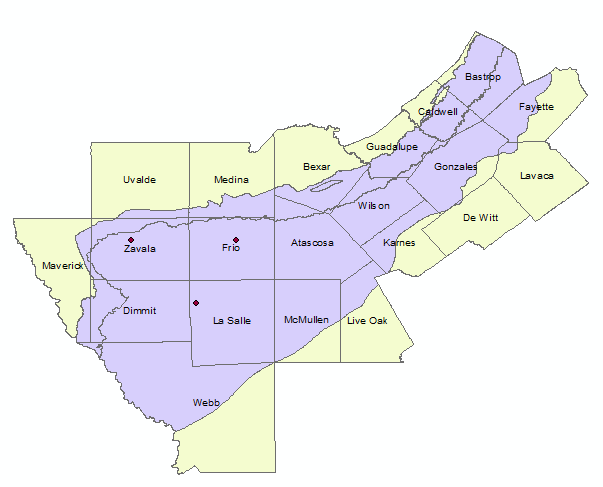 Bastrop
Caldwell
Fayette
Guadalupe
Bexar
Gonzales
Uvalde
Medina
Lavaca
Wilson
De Witt
Zavala
Frio
Atascosa
Karnes
Maverick
Dimmit
La Salle
McMullen
Live Oak
Webb